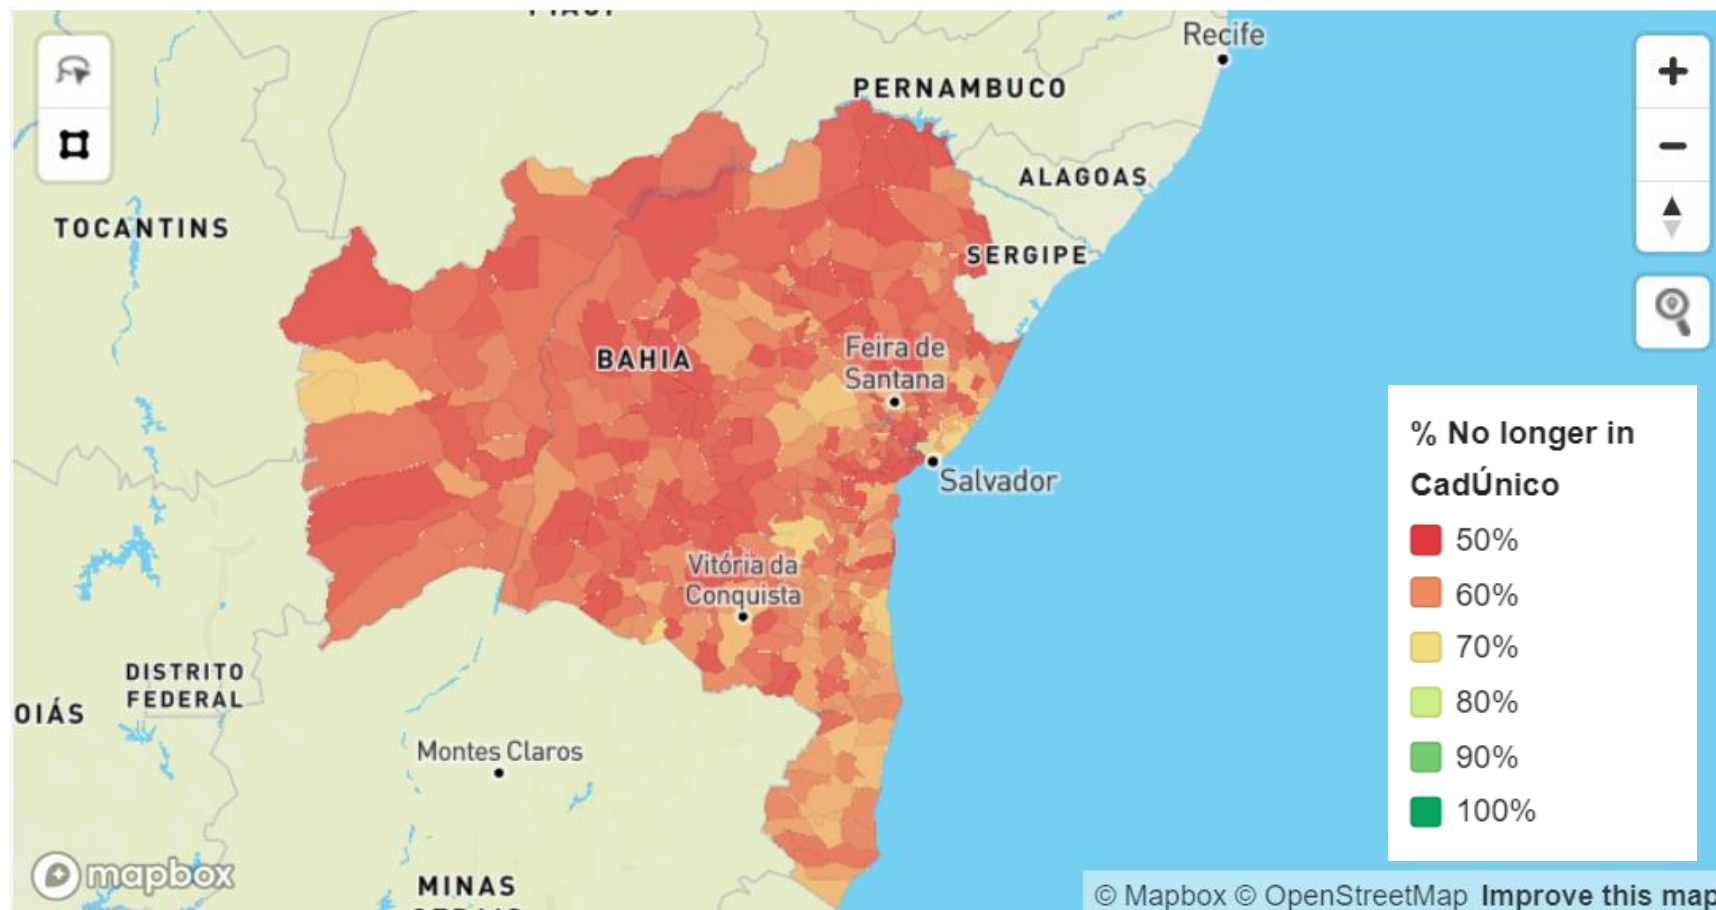 Recife
PERNAMBUCO
ALAGOAS
TOCANTINS
SERGIPE
BAHIA
Feira de
Santana
Salvador
% No longer in
CadÚnico
50%
60%
70%
80%
90%
100%
Vitória da
Conquista
DISTRITO
FEDERAL
OIÁS
Montes Claros
mapbox
MINAS
© Mapbox © OpenStreetMap Improve this map